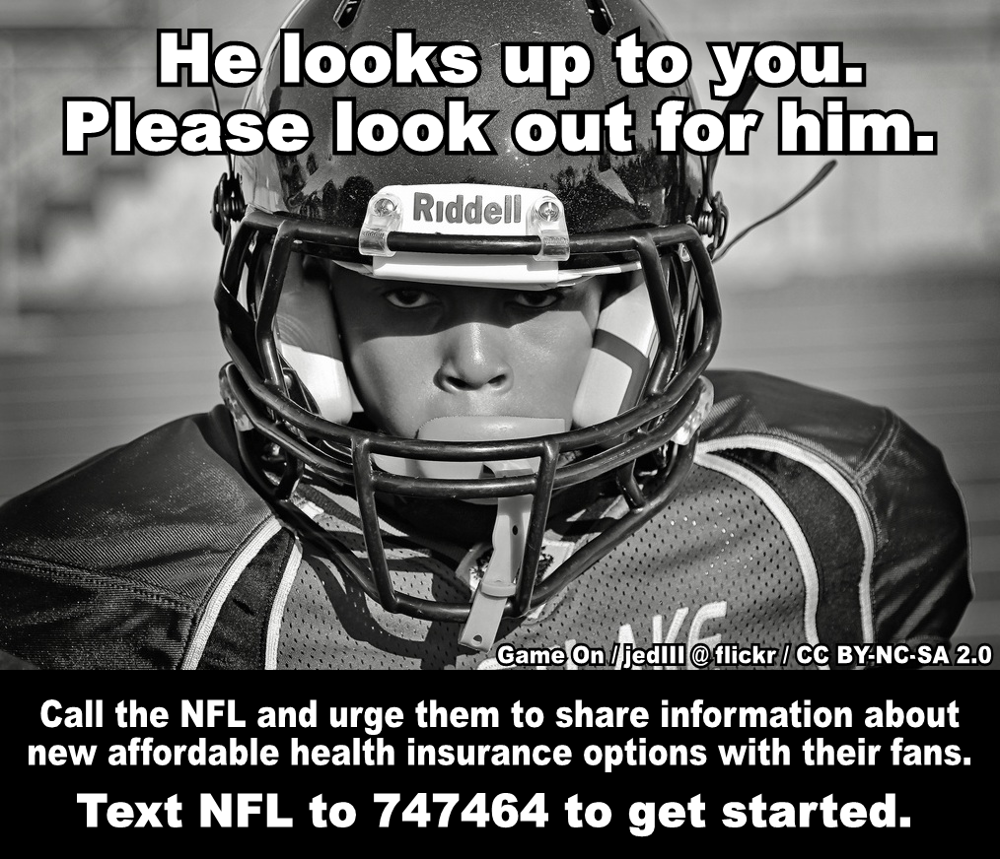 He looks up to you.
Please look out for him.
Riddell
LAKE
Game On / jedIII @ flickr / CC BY-NC-SA 2.0
Call the NFL and urge them to share information about
new affordable health insurance options with their fans.
Text NFL to 747464 to get started.